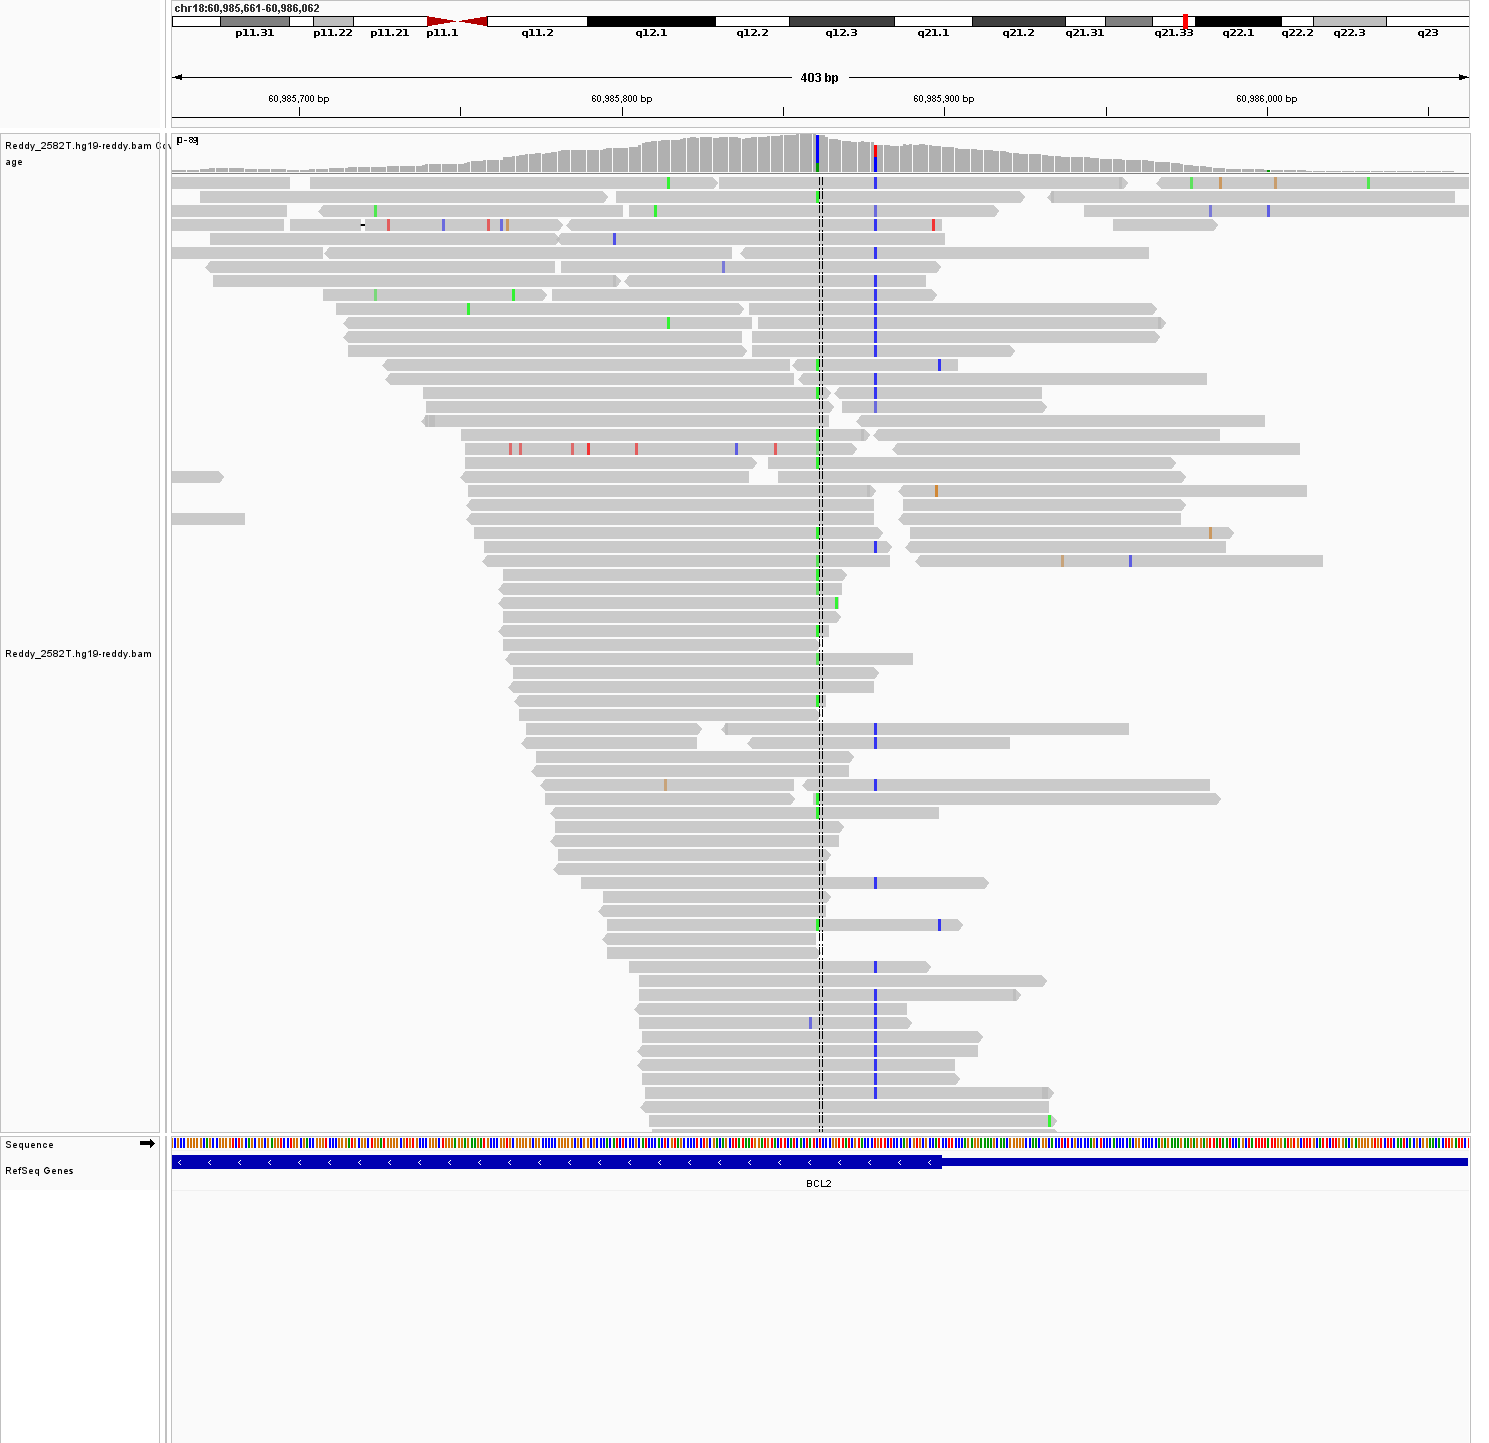 chr18:60,985,661-60,986,062
p11.31 p11.22 p11.21 p11.1 q11.2 q12.1 q12.2 q12.3 q21.1 q21.2 q21.31 q21.33 q22.1 q22.2 q22.3 q23
403 bp
60,985,700 bp 60,985,800 bp 60,985,900 bp 60,986,000 bp
Reddy_2582T.hg19-reddy.bam Cov
age
[0-89]
Reddy_2582T.hg19-reddy.bam
Sequence
RefSeq Genes
BCL2